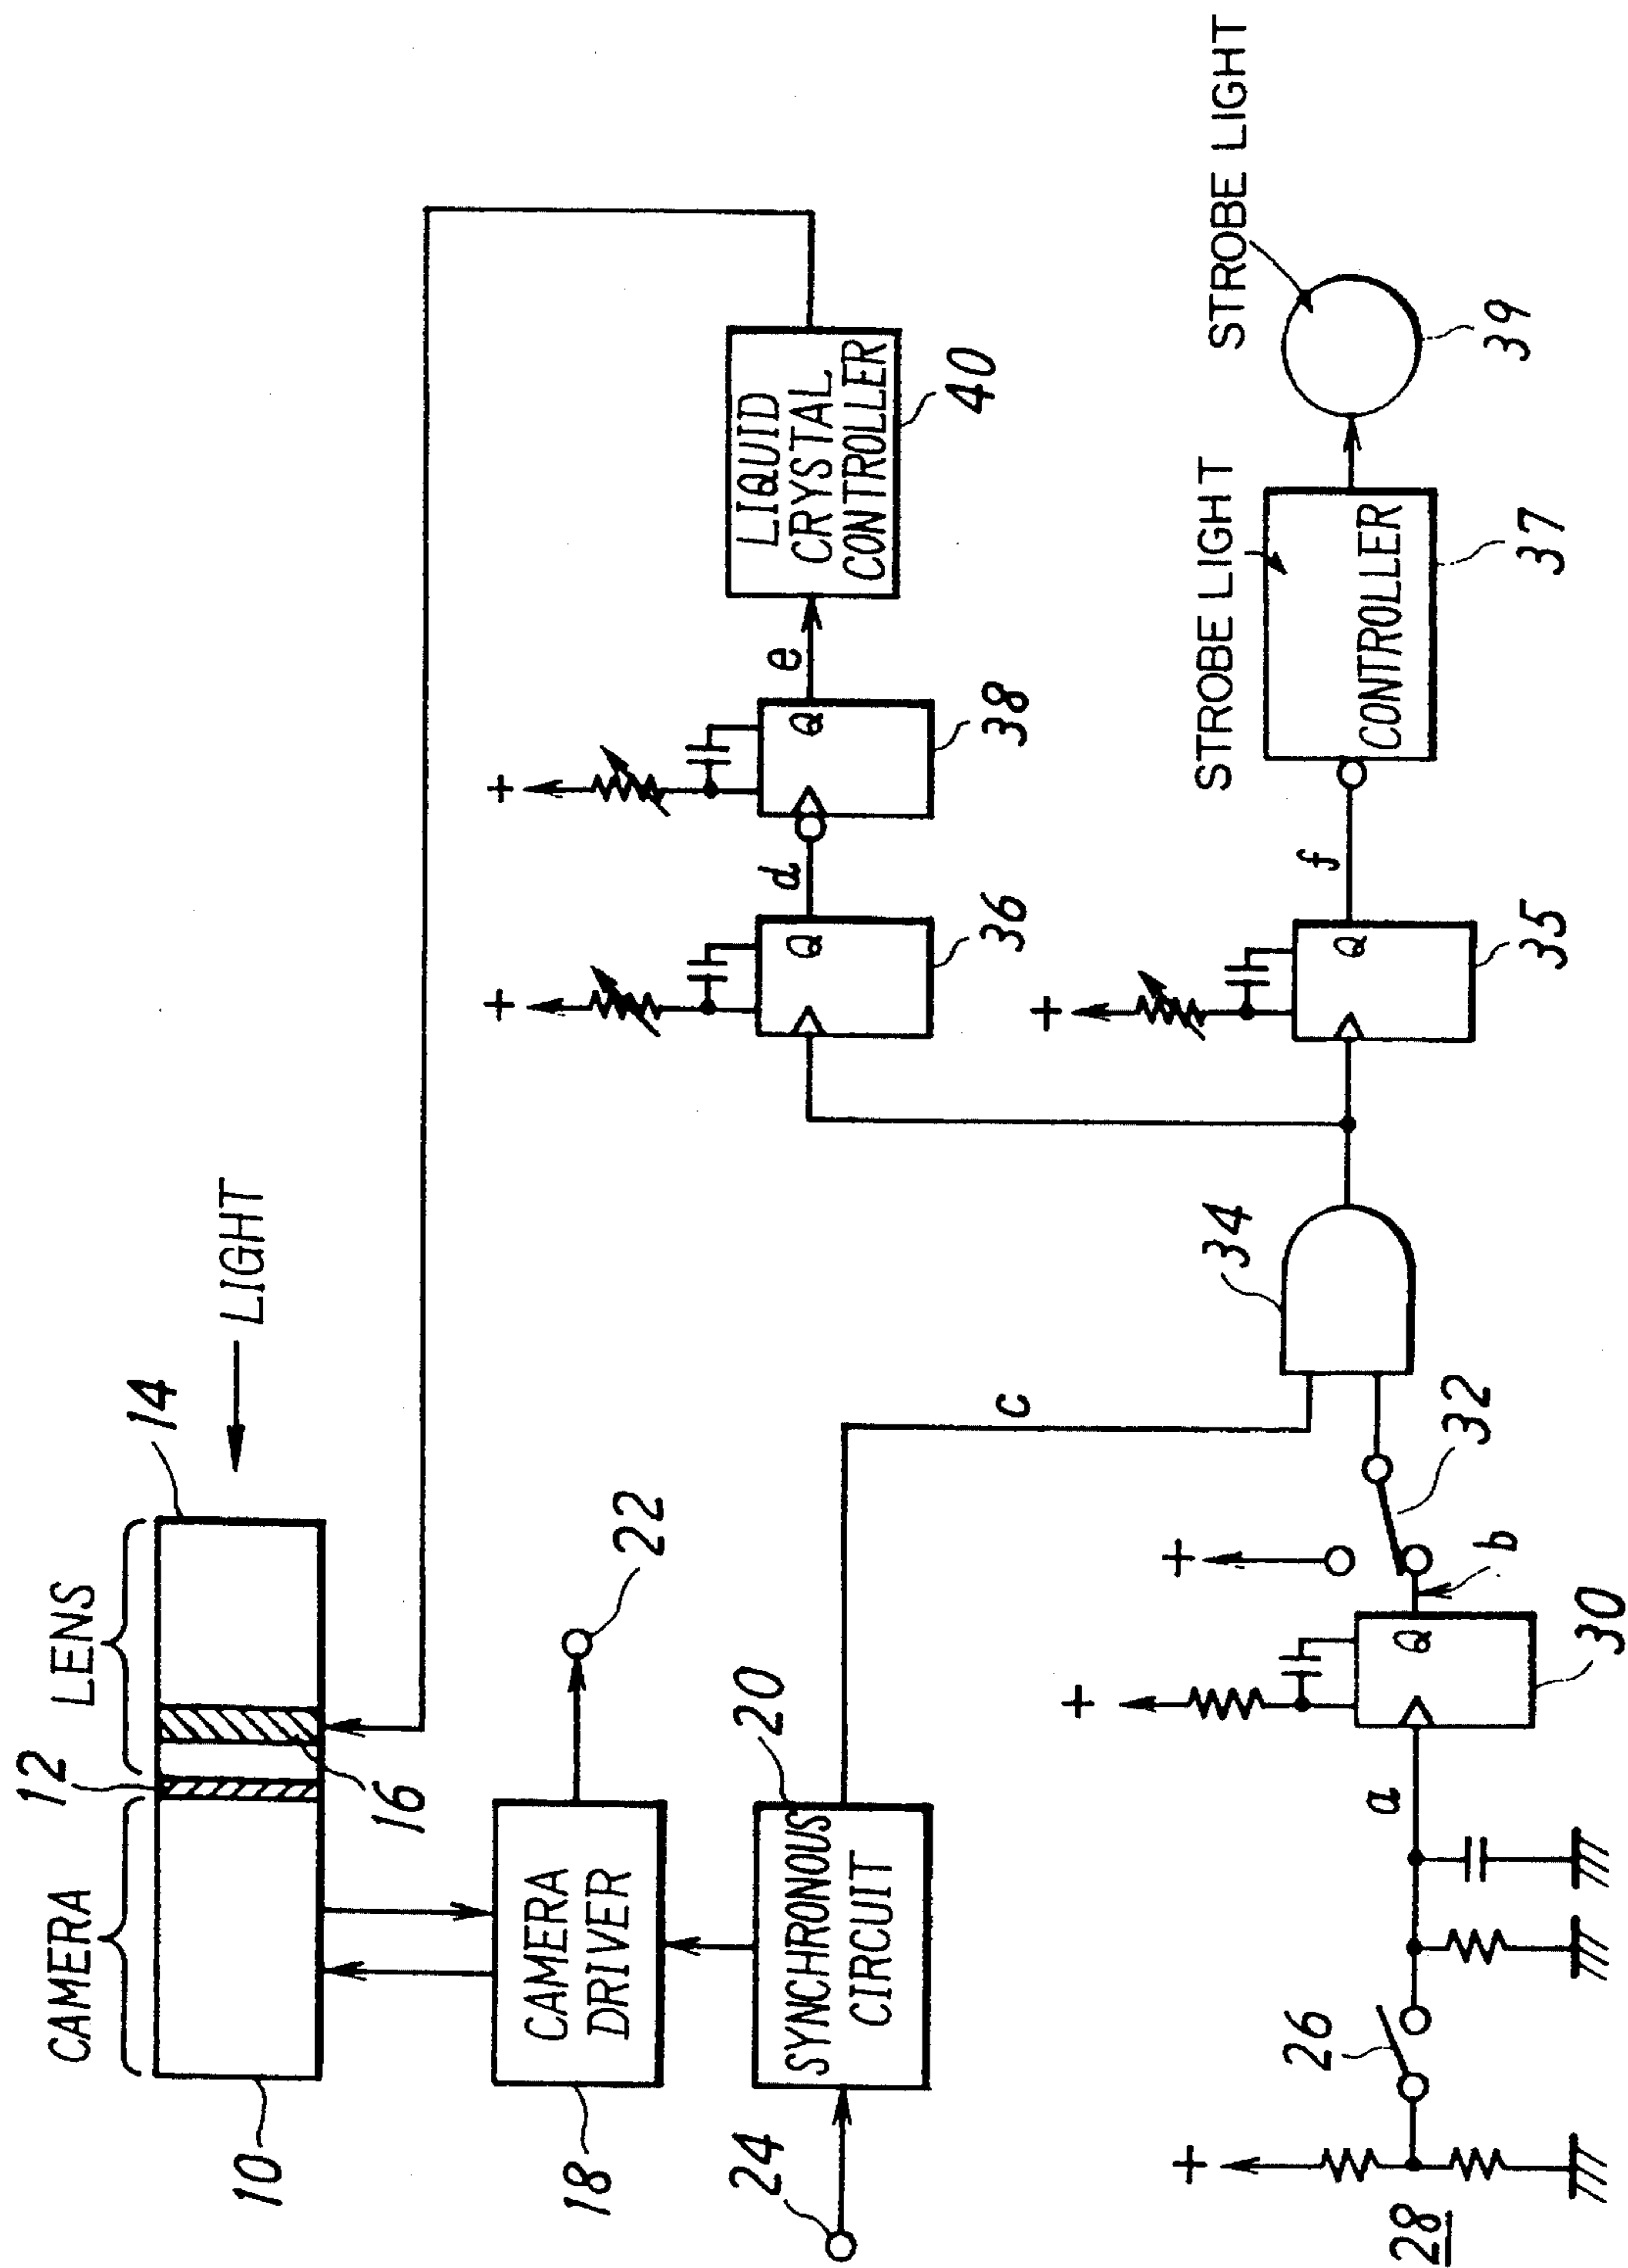 CAMERA
LENS
12
14
LIGHT
10
16
18
CAMERA
DRIVER
22
20
24
SYNCHRONOUS
CIRCUIT
c
+
+
LIQUID
CRYSTAL
CONTROLLER
Q
d
Q
e
36
38
40
28
+
26
a
+
Q
30
b
+
32
34
+
Q
35
f
STROBE LIGHT
CONTROLLER
37
STROBE LIGHT
39